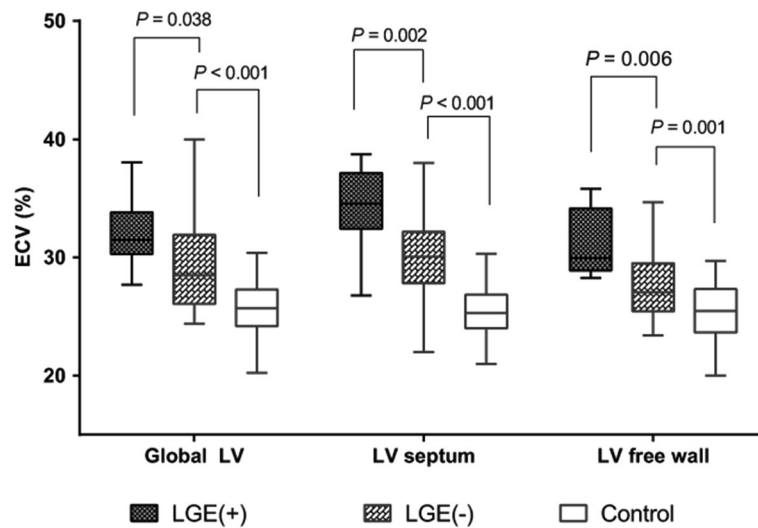 50
P = 0.038
P = 0.002
P = 0.006
P < 0.001
P < 0.001
P = 0.001
40
ECV (%)
30
20
Global LV
LV septum
LV free wall
LGE(+)
LGE(-)
Control